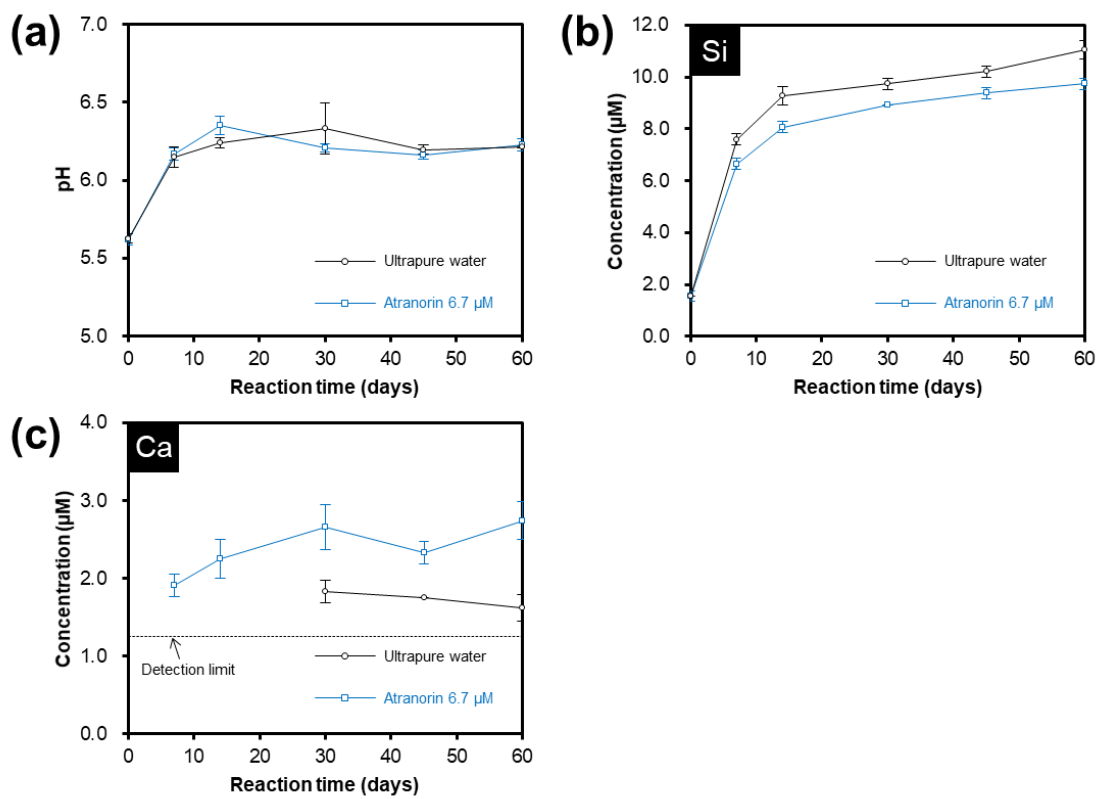 (a)
7.0
6.5
6.0
5.5
5.0
pH
0 10 20 30 40 50 60
Reaction time (days)
Ultrapure water
Atranorin 6.7 µM
(b)
Si
12.0
10.0
8.0
6.0
4.0
2.0
0.0
Concentration (µM)
0 10 20 30 40 50 60
Reaction time (days)
Ultrapure water
Atranorin 6.7 µM
(c)
Ca
4.0
3.0
2.0
1.0
0.0
Concentration (µM)
Detection limit
0 10 20 30 40 50 60
Reaction time (days)
Ultrapure water
Atranorin 6.7 µM